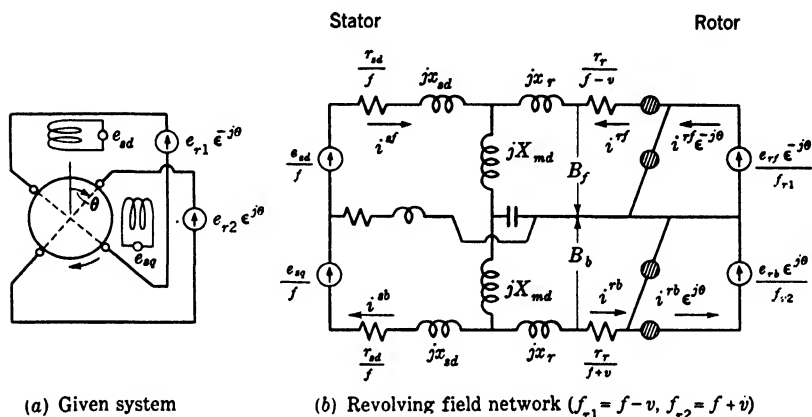 Stator
Rotor
r_sd/f
jx_sd
jx_r
r_r/f−v
e_sd
e_r1 ε^−jθ
θ
e_r2 ε^jθ
e_sq
i^sf
i^rf
i^rf ε^−jθ
e_sd/f
jX_md
B_f
e_rf ε^−jθ/f_r1
e_sq/f
jX_md
B_b
e_rb ε^jθ/f_r2
i^sb
i^rb
i^rb ε^jθ
r_sd/f
jx_sd
jx_r
r_r/f+v
(a) Given system
(b) Revolving field network (f_r1 = f − v, f_r2 = f + v)